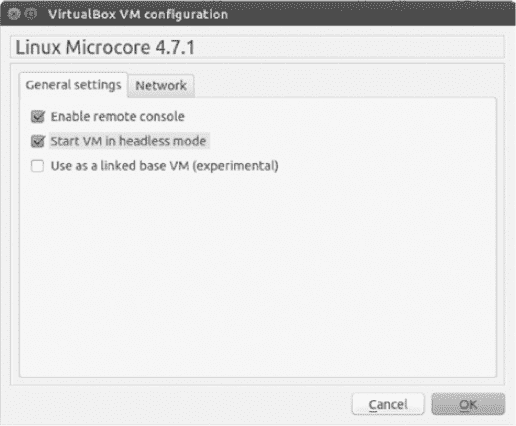 VirtualBox VM configuration
Linux Microcore 4.7.1
General settings Network
Enable remote console
Start VM in headless mode
Use as a linked base VM (experimental)
Cancel OK